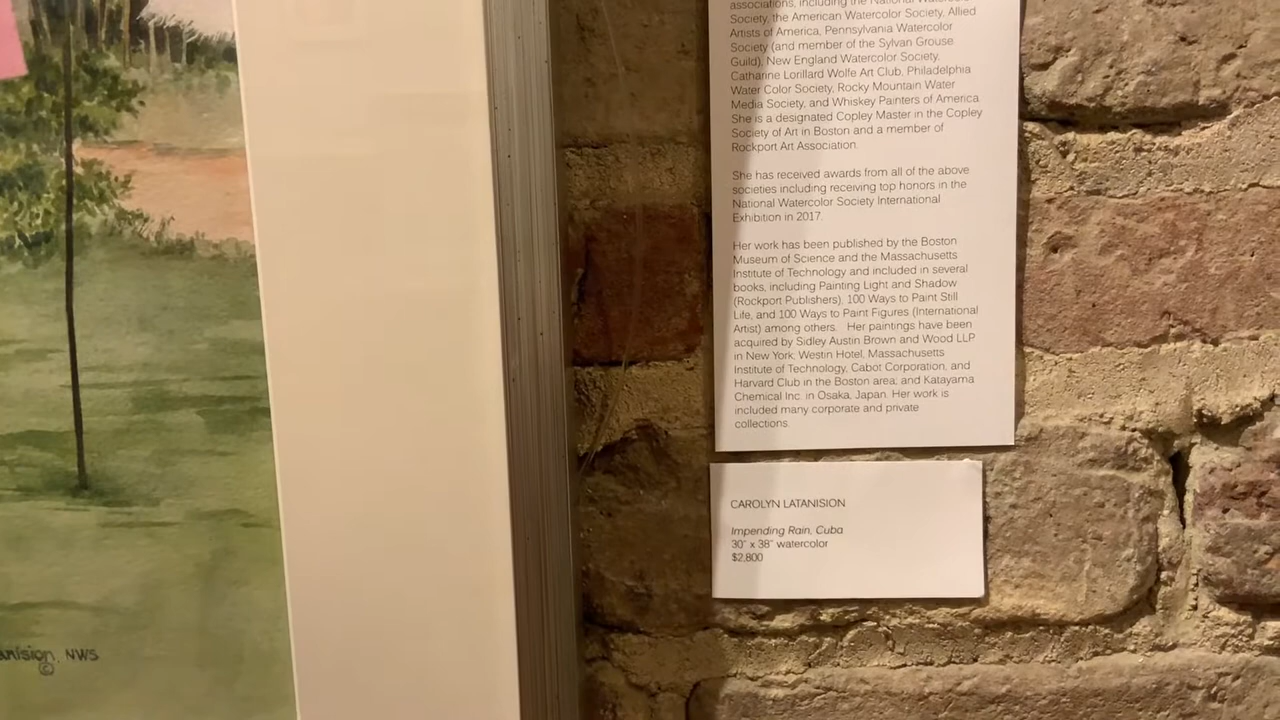 associations, including the National
Society, the American Watercolor Society, Allied
Artists of America, Pennsylvania Watercolor
Society (and member of the Sylvan Grouse
Guild), New England Watercolor Society,
Catharine Lorillard Wolfe Art Club, Philadelphia
Water Color Society, Rocky Mountain Water
Media Society, and Whiskey Painters of America.
She is a designated Copley Master in the Copley
Society of Art in Boston and a member of
Rockport Art Association.
She has received awards from all of the above
societies including receiving top honors in the
National Watercolor Society International
Exhibition in 2017.
Her work has been published by the Boston
Museum of Science and the Massachusetts
Institute of Technology and included in several
books, including Painting Light and Shadow
(Rockport Publishers), 100 Ways to Paint Still
Life, and 100 Ways to Paint Figures (International
Artist) among others. Her paintings have been
acquired by Sidley Austin Brown and Wood LLP
in New York; Westin Hotel, Massachusetts
Institute of Technology, Cabot Corporation, and
Harvard Club in the Boston area; and Katayama
Chemical Inc. in Osaka, Japan. Her work is
included many corporate and private
collections.
CAROLYN LATANISION
Impending Rain, Cuba
30" x 38" watercolor
$2,800
anision, NWS
©